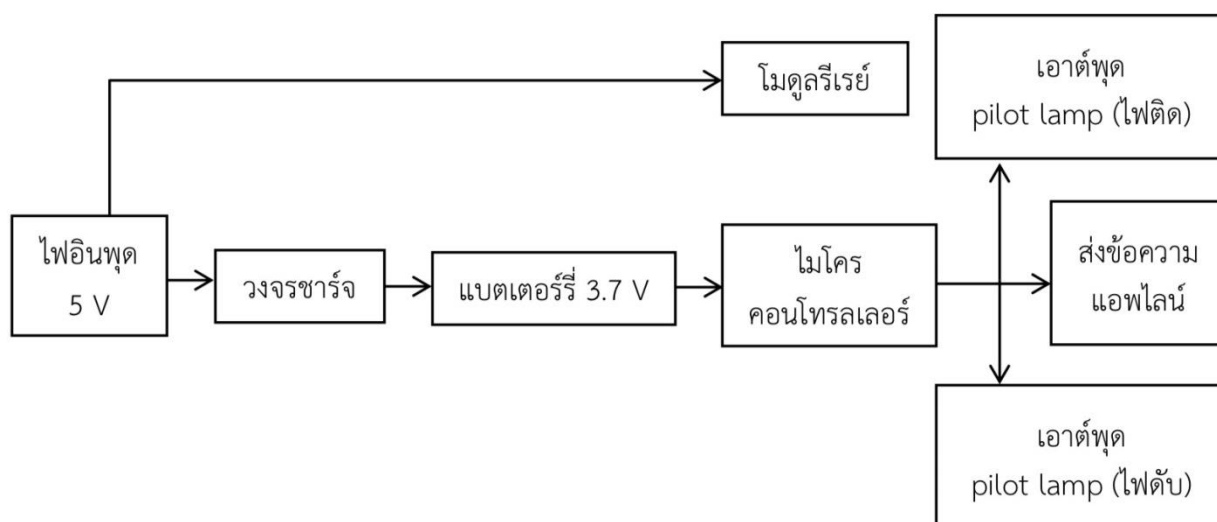 โมดูลรีเรย์
เอาต์พุด
pilot lamp (ไฟติด)
ไฟอินพุด
5 V
วงจรชาร์จ
แบตเตอร์รี่ 3.7 V
ไมโคร
คอนโทรลเลอร์
ส่งข้อความ
แอพไลน์
เอาต์พุด
pilot lamp (ไฟดับ)